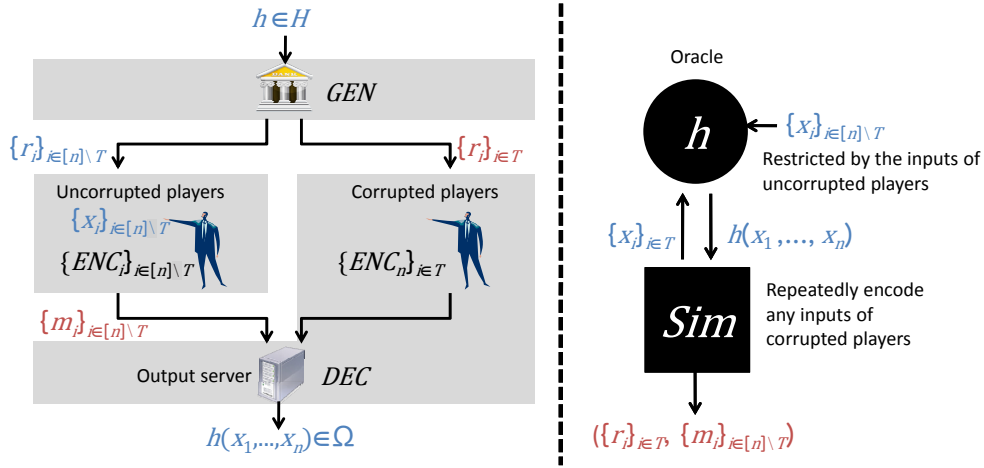 h ∈ H
GEN
{r_i}_{i∈[n]\T}
{r_i}_{i∈T}
Uncorrupted players
{x_i}_{i∈[n]\T}
{ENC_i}_{i∈[n]\T}
Corrupted players
{ENC_n}_{i∈T}
{m_i}_{i∈[n]\T}
Output server
DEC
h(x_1,...,x_n)∈Ω
Oracle
h
{x_i}_{i∈[n]\T}
Restricted by the inputs of
uncorrupted players
{x_i}_{i∈T}
h(x_1,..., x_n)
Sim
Repeatedly encode
any inputs of
corrupted players
({r_i}_{i∈T}, {m_i}_{i∈[n]\T})